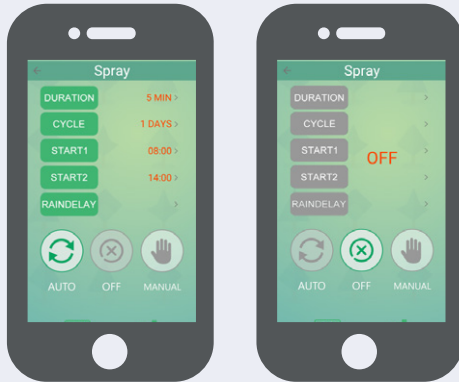 Spray
DURATION 5 MIN >
CYCLE 1 DAYS >
START1 08:00 >
START2 14:00 >
RAINDELAY >
AUTO OFF MANUAL
Spray
DURATION >
CYCLE >
START1 >
OFF
START2 >
RAINDELAY >
AUTO OFF MANUAL